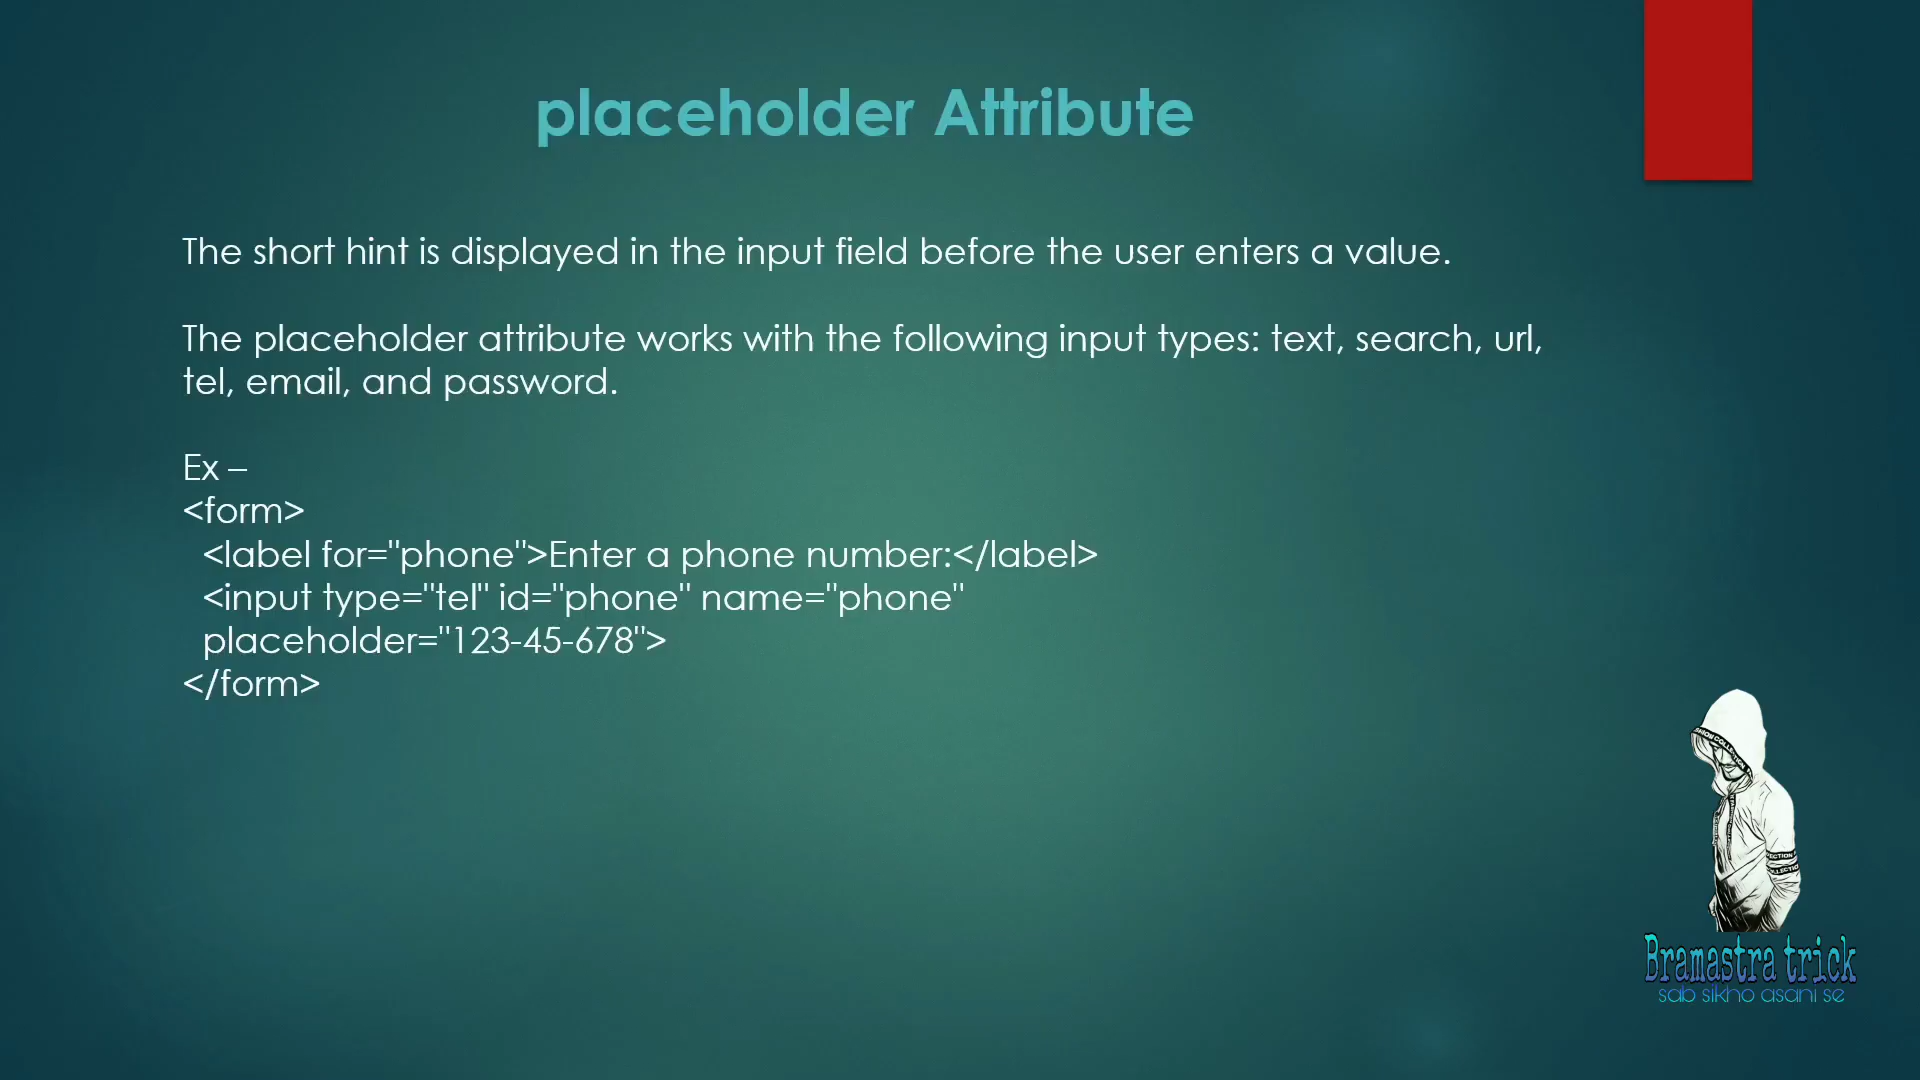 placeholder Attribute
The short hint is displayed in the input field before the user enters a value.
The placeholder attribute works with the following input types: text, search, url,
tel, email, and password.
Ex –
<form>
<label for="phone">Enter a phone number:</label>
<input type="tel" id="phone" name="phone"
placeholder="123-45-678">
</form>
Bramastra trick
sab sikho asani se